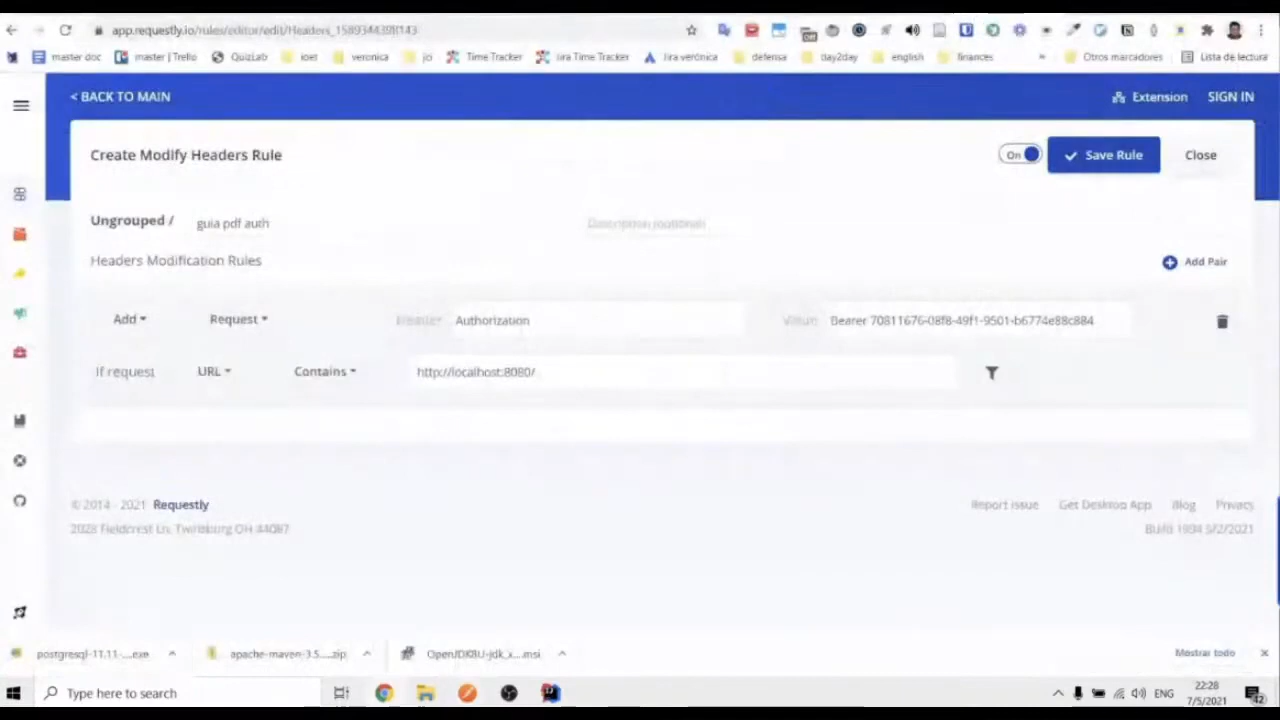 app.requestly.io/rules/editor/edit/Headers_1589344398143
master doc master | Trello QuizLab ioet veronica jo Time Tracker Jira Time Tracker Jira verónica defensa day2day english finances » Otros marcadores Lista de lectura
< BACK TO MAIN Extension SIGN IN
Create Modify Headers Rule On Save Rule Close
Ungrouped / guia pdf auth Description (optional)
Headers Modification Rules Add Pair
Add Request Header Authorization Value Bearer 70811676-08f8-49f1-9501-b6774e88c884
If request URL Contains http://localhost:8080/
© 2014 - 2021 Requestly Report issue Get Desktop App Blog Privacy
2028 Fieldcrest Ln, Twinsburg OH 44087 Build 1934 5/2/2021
postgresql-11.11-....exe apache-maven-3.5....zip OpenJDK8U-jdk_x....msi Mostrar todo
Type here to search ENG 22:28
7/5/2021 42